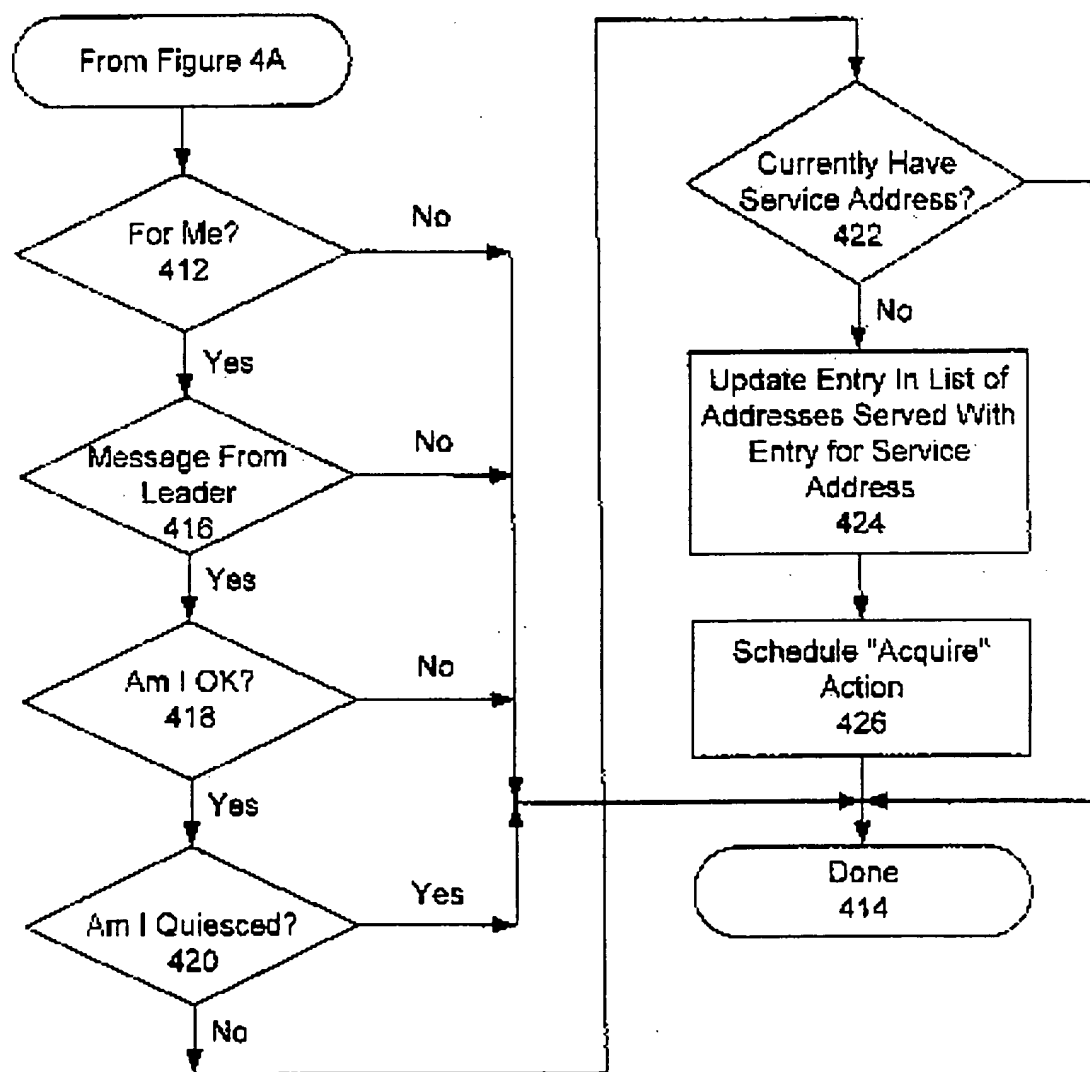 From Figure 4A
For Me?
412
No
Yes
Message From
Leader
416
No
Yes
Am I OK?
418
No
Yes
Am I Quiesced?
420
Yes
No
Currently Have
Service Address?
422
No
Update Entry In List of
Addresses Served With
Entry for Service
Address
424
Schedule "Acquire"
Action
426
Done
414